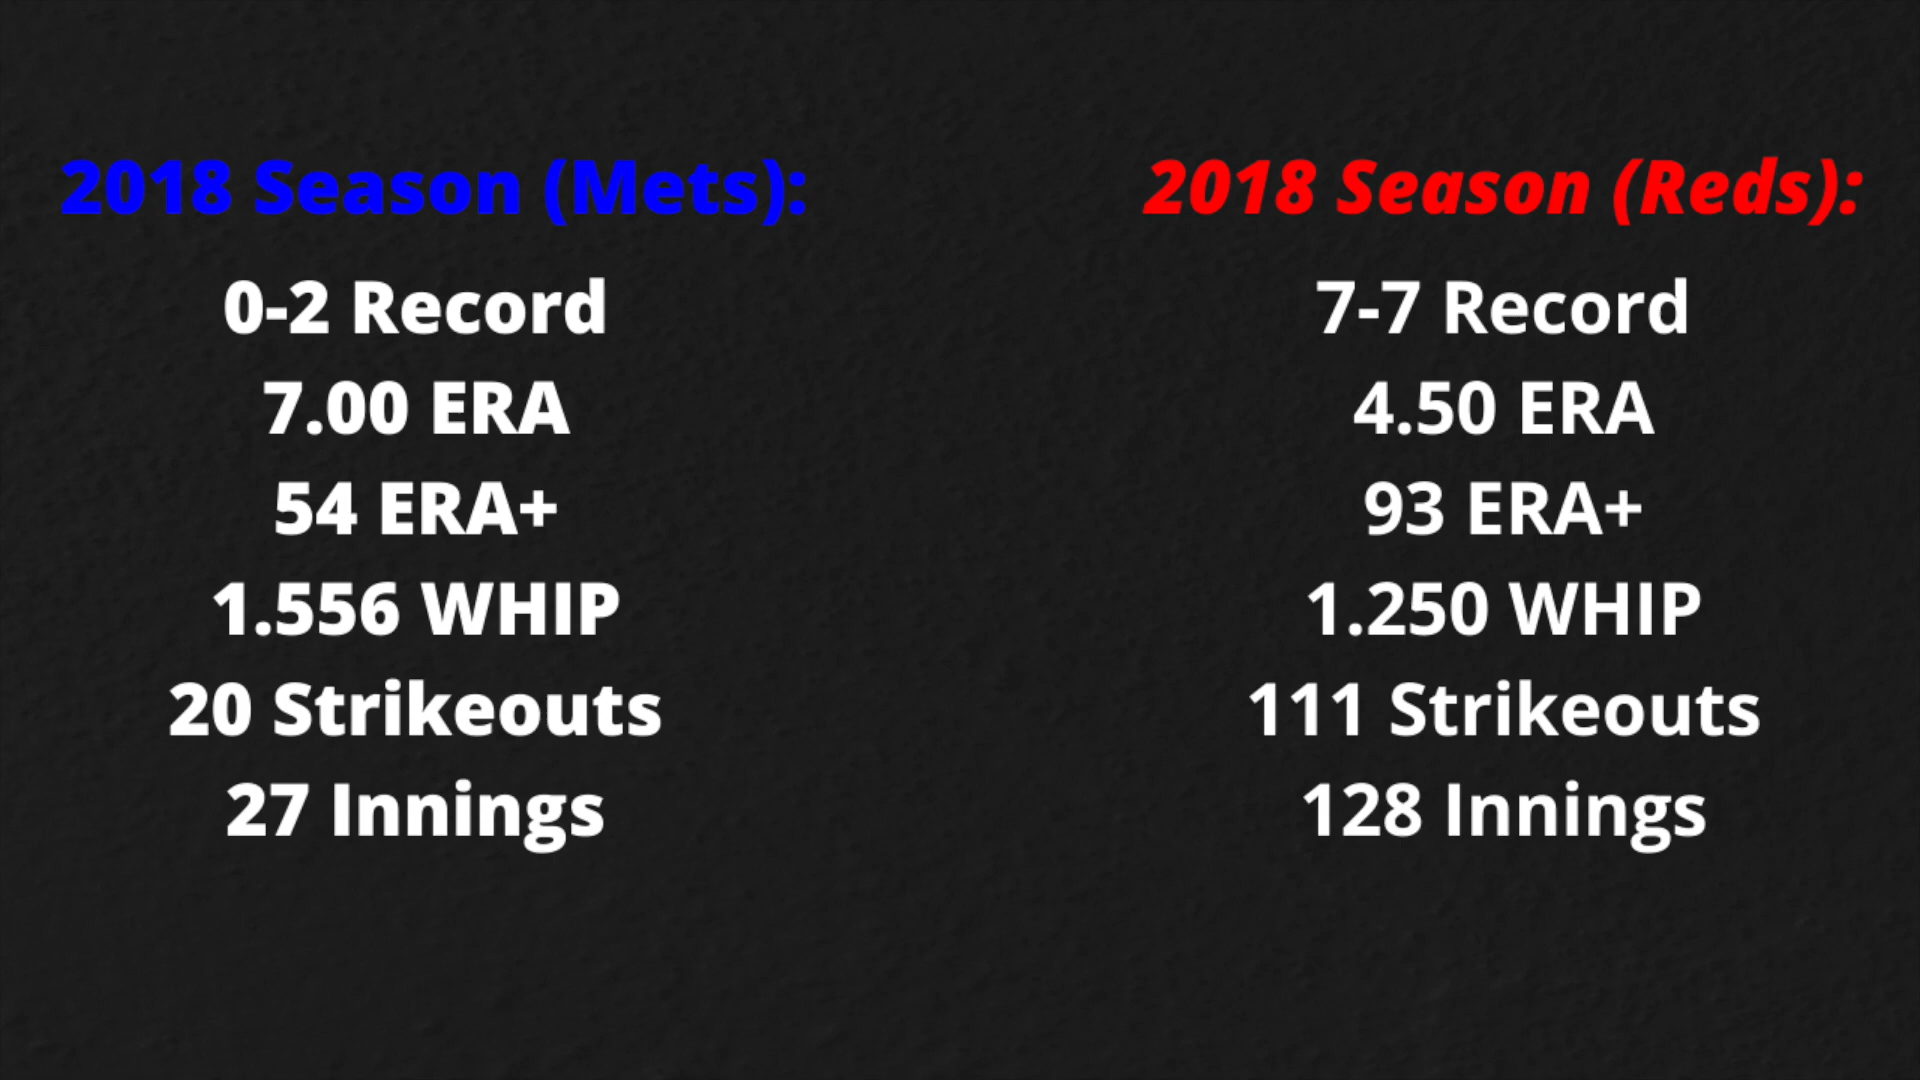 2018 Season (Mets):
0-2 Record
7.00 ERA
54 ERA+
1.556 WHIP
20 Strikeouts
27 Innings
2018 Season (Reds):
7-7 Record
4.50 ERA
93 ERA+
1.250 WHIP
111 Strikeouts
128 Innings